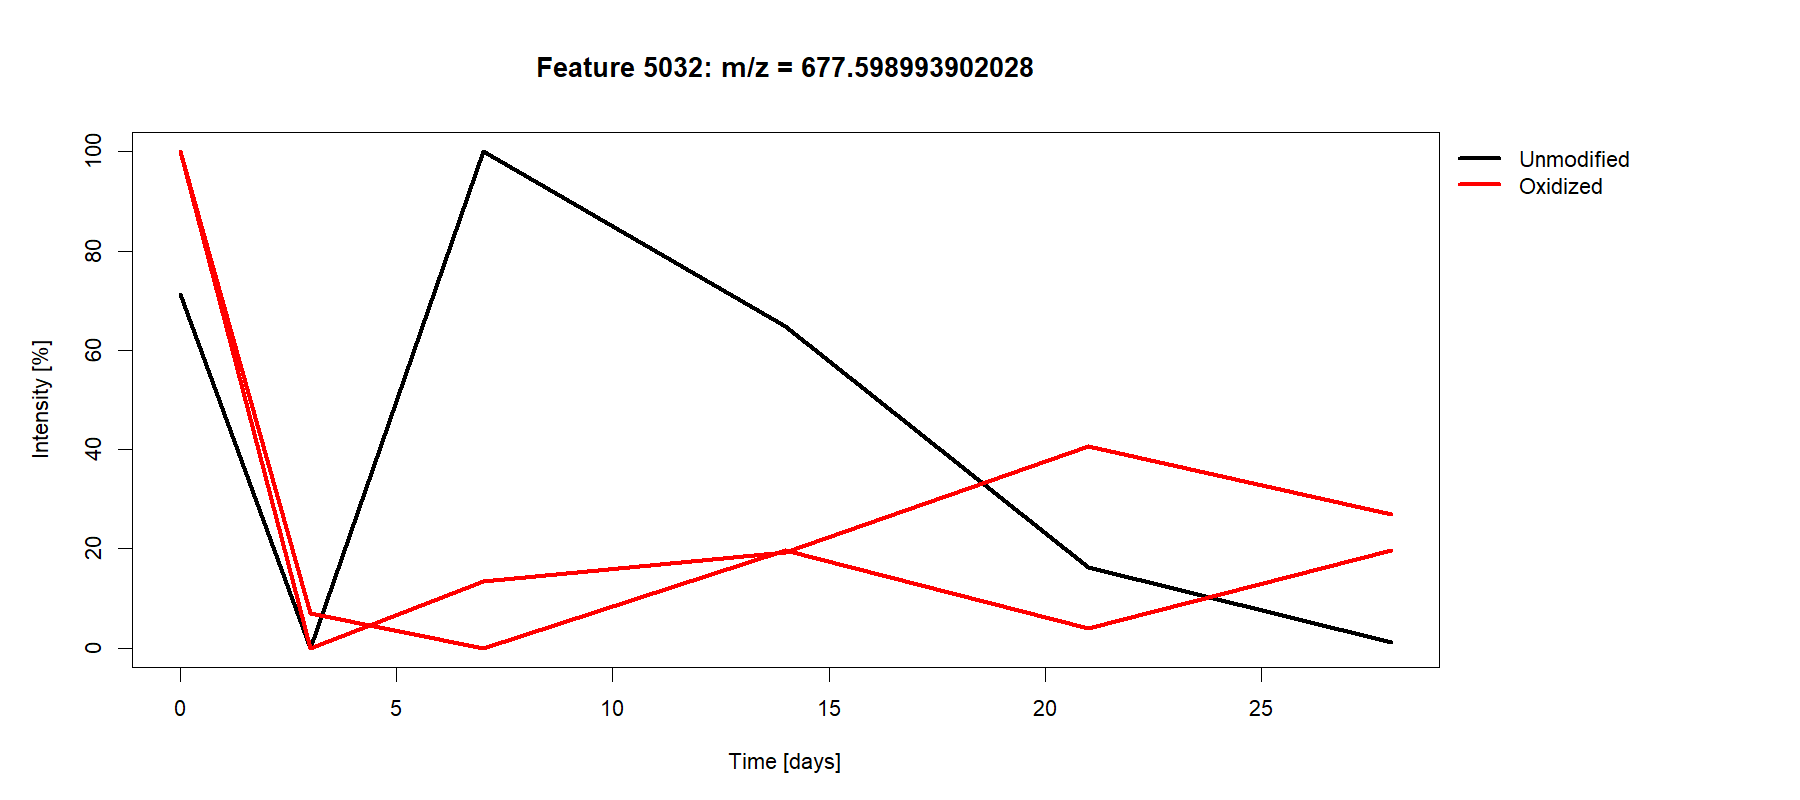 Feature 5032: m/z = 677.598993902028
Unmodified
Oxidized
Intensity [%]
100
80
60
40
20
0
0 5 10 15 20 25
Time [days]